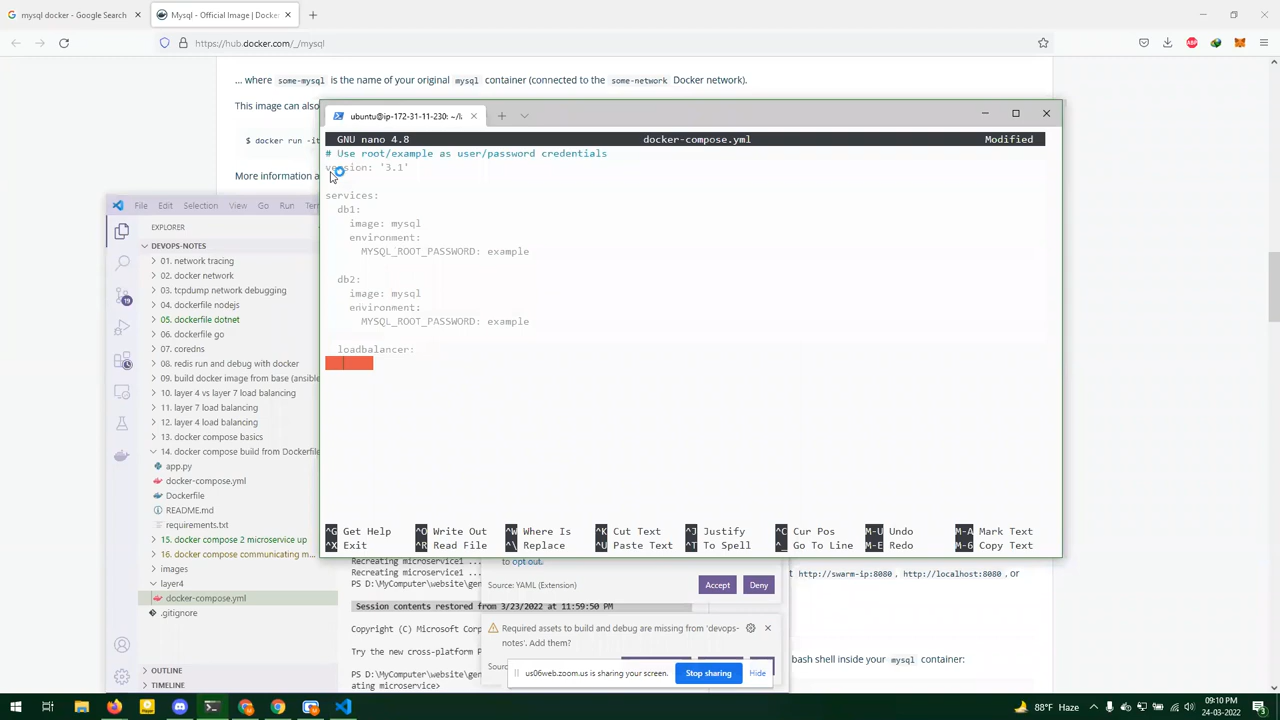 mysql docker - Google Search
Mysql - Official Image | Docke
https://hub.docker.com/_/mysql
... where some-mysql is the name of your original mysql container (connected to the some-network Docker network).
This image can also
$ docker run -it
More information a
ubuntu@ip-172-31-11-230: ~/l
GNU nano 4.8 docker-compose.yml Modified
# Use root/example as user/password credentials
version: '3.1'
services:
db1:
image: mysql
environment:
MYSQL_ROOT_PASSWORD: example
db2:
image: mysql
environment:
MYSQL_ROOT_PASSWORD: example
loadbalancer:
^G Get Help ^O Write Out ^W Where Is ^K Cut Text ^J Justify ^C Cur Pos M-U Undo M-A Mark Text
^X Exit ^R Read File ^\ Replace ^U Paste Text ^T To Spell ^_ Go To Line M-E Redo M-6 Copy Text
File Edit Selection View Go Run
EXPLORER
DEVOPS-NOTES
01. network tracing
02. docker network
03. tcpdump network debugging
04. dockerfile nodejs
05. dockerfile dotnet
06. dockerfile go
07. coredns
08. redis run and debug with docker
09. build docker image from base (ansible
10. layer 4 vs layer 7 load balancing
11. layer 7 load balancing
12. layer 4 load balancing
13. docker compose basics
14. docker compose build from Dockerfile
app.py
docker-compose.yml
Dockerfile
README.md
requirements.txt
15. docker compose 2 microservice up
16. docker compose communicating m...
images
layer4
docker-compose.yml
.gitignore
OUTLINE
TIMELINE
19
Recreating microservice1 ...
Recreating microservice1 ...
PS D:\MyComputer\website\ge
Session contents restored from 3/23/2022 at 11:59:50 PM
Copyright (C) Microsoft Corp
Try the new cross-platform P
PS D:\MyComputer\website\ge
ating microservice>
to opt out.
Source: YAML (Extension)
Accept Deny
Required assets to build and debug are missing from 'devops-
notes'. Add them?
us06web.zoom.us is sharing your screen. Stop sharing Hide
t http://swarm-ip:8080 , http://localhost:8080 , or
bash shell inside your mysql container:
88°F Haze
09:10 PM
24-03-2022
3